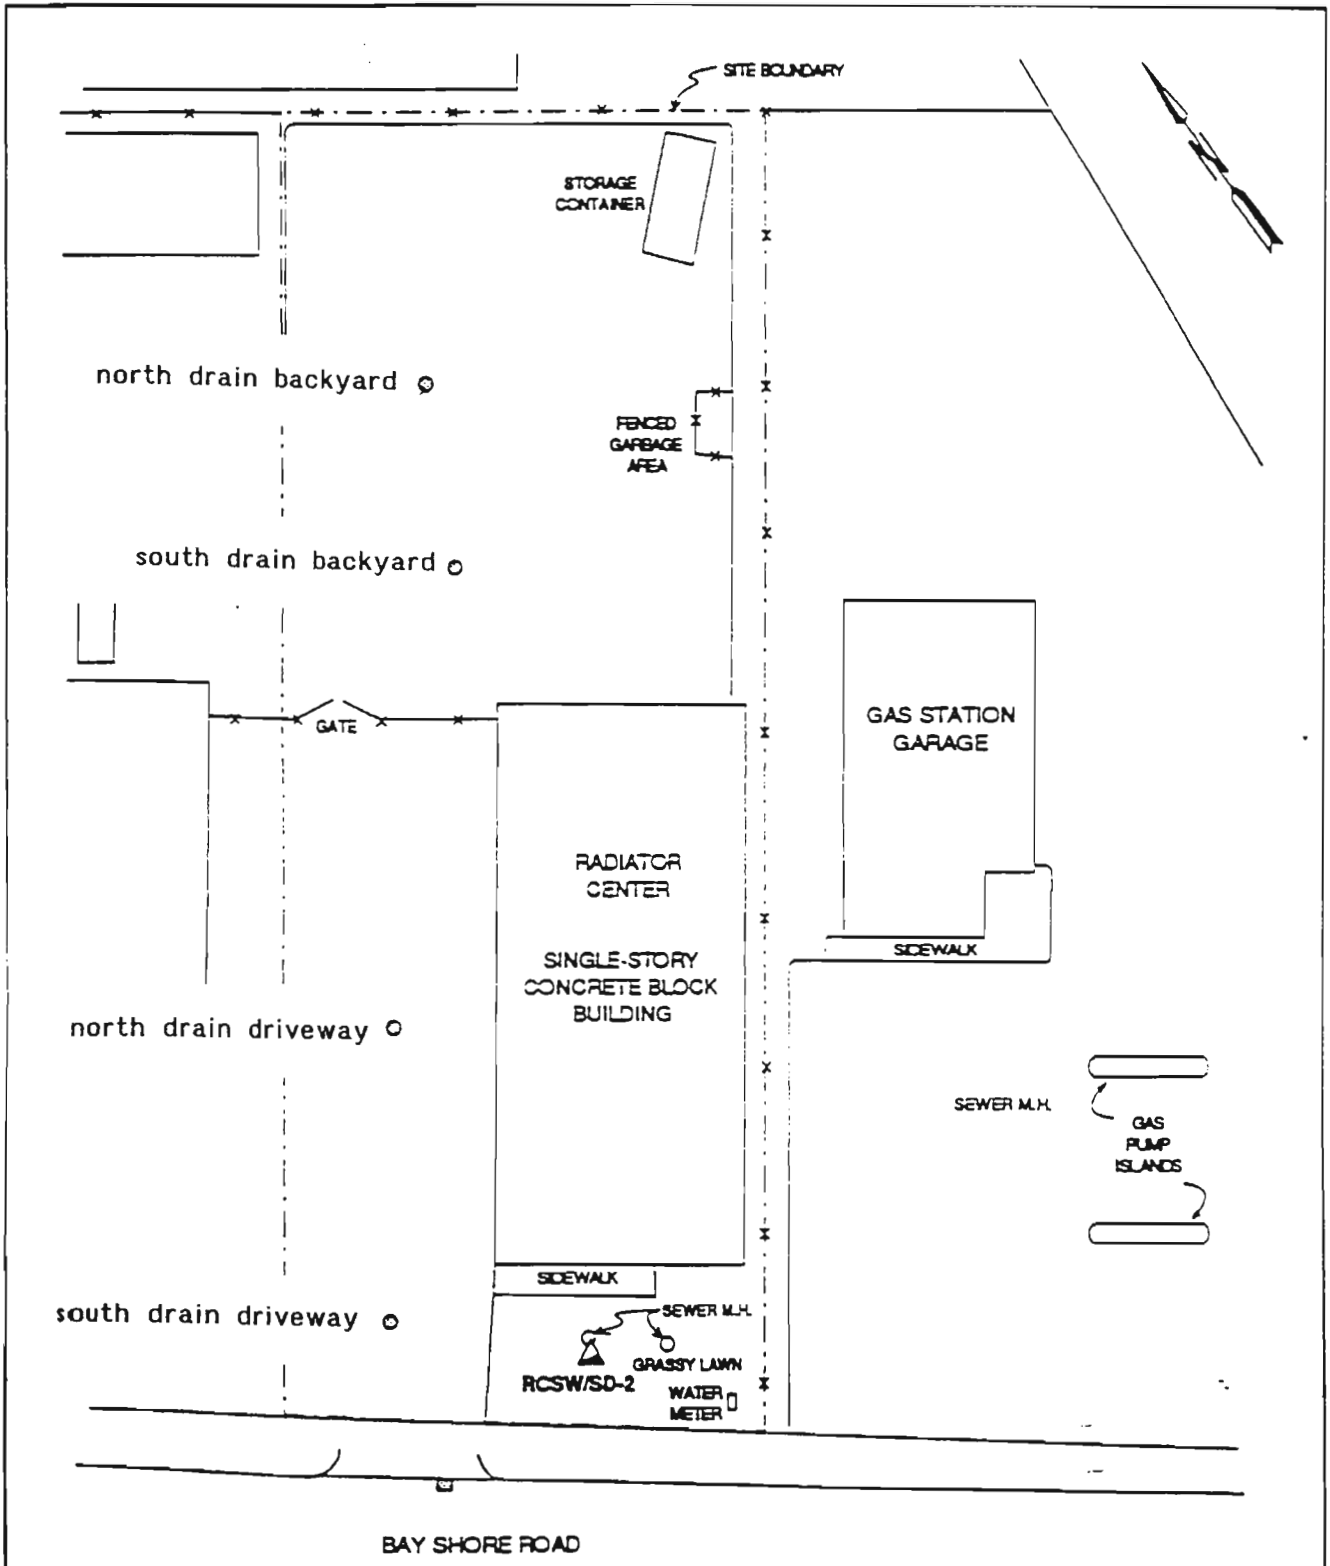 SITE BOUNDARY
N
STORAGE
CONTAINER
north drain backyard
FENCED
GARBAGE
AREA
south drain backyard
GATE
GAS STATION
GARAGE
RADIATOR
CENTER
SINGLE-STORY
CONCRETE BLOCK
BUILDING
SIDEWALK
north drain driveway
SEWER M.H.
GAS
PUMP
ISLANDS
SIDEWALK
south drain driveway
SEWER M.H.
GRASSY LAWN
RCSW/SD-2
WATER
METER
BAY SHORE ROAD